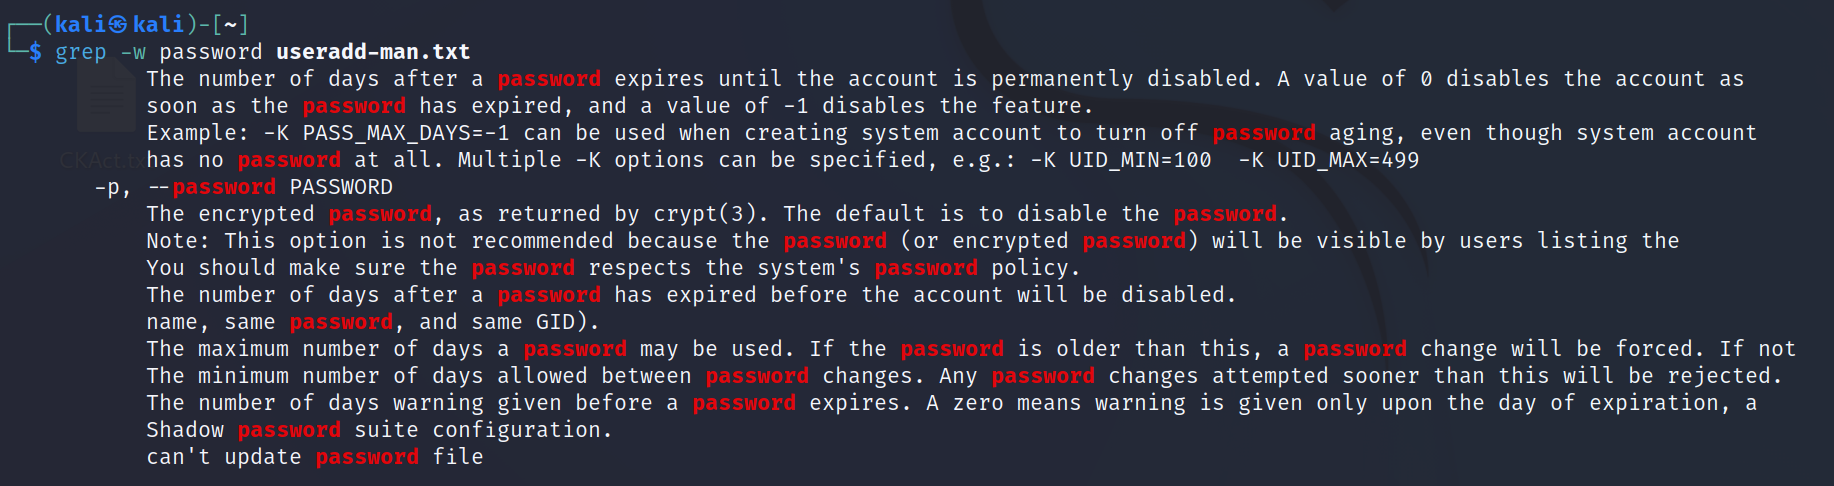 ┌──(kali㉿kali)-[~]
└─$ grep -w password useradd-man.txt
The number of days after a password expires until the account is permanently disabled. A value of 0 disables the account as
soon as the password has expired, and a value of -1 disables the feature.
Example: -K PASS_MAX_DAYS=-1 can be used when creating system account to turn off password aging, even though system account
has no password at all. Multiple -K options can be specified, e.g.: -K UID_MIN=100  -K UID_MAX=499
-p, --password PASSWORD
The encrypted password, as returned by crypt(3). The default is to disable the password.
Note: This option is not recommended because the password (or encrypted password) will be visible by users listing the
You should make sure the password respects the system's password policy.
The number of days after a password has expired before the account will be disabled.
name, same password, and same GID).
The maximum number of days a password may be used. If the password is older than this, a password change will be forced. If not
The minimum number of days allowed between password changes. Any password changes attempted sooner than this will be rejected.
The number of days warning given before a password expires. A zero means warning is given only upon the day of expiration, a
Shadow password suite configuration.
can't update password file